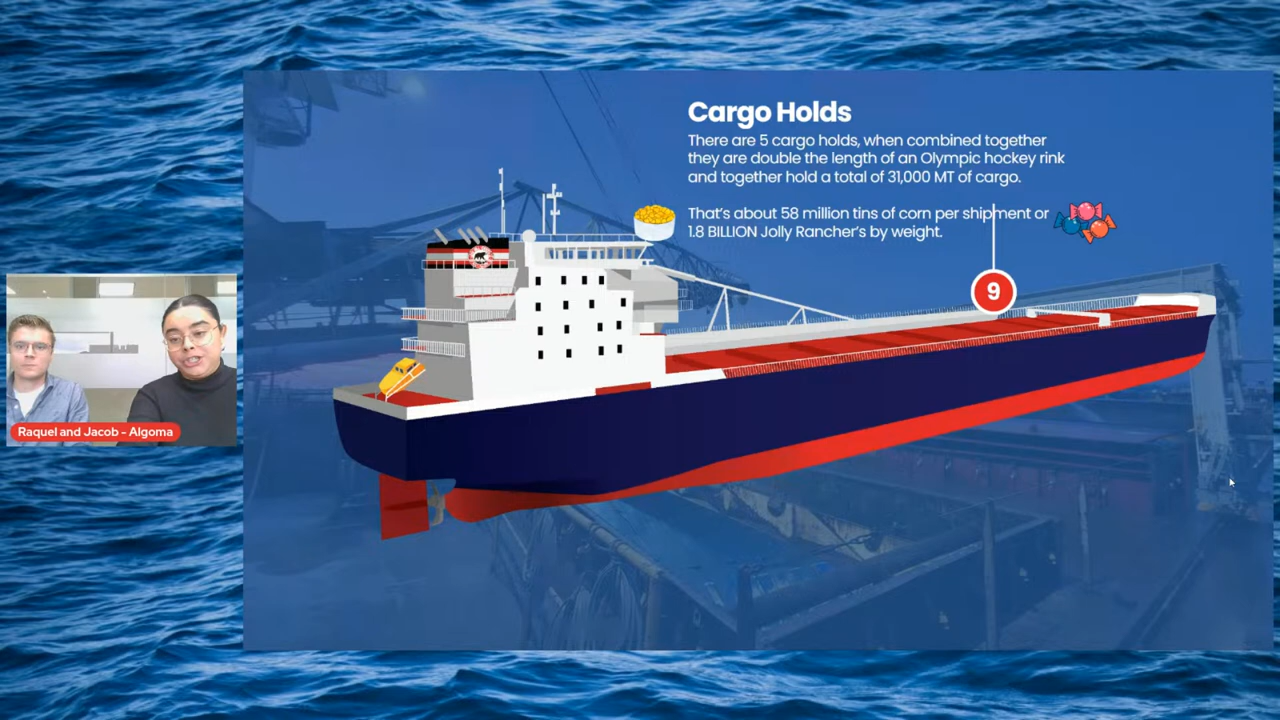 Cargo Holds
There are 5 cargo holds, when combined together
they are double the length of an Olympic hockey rink
and together hold a total of 31,000 MT of cargo.
That's about 58 million tins of corn per shipment or
1.8 BILLION Jolly Rancher's by weight.
9
Raquel and Jacob - Algoma